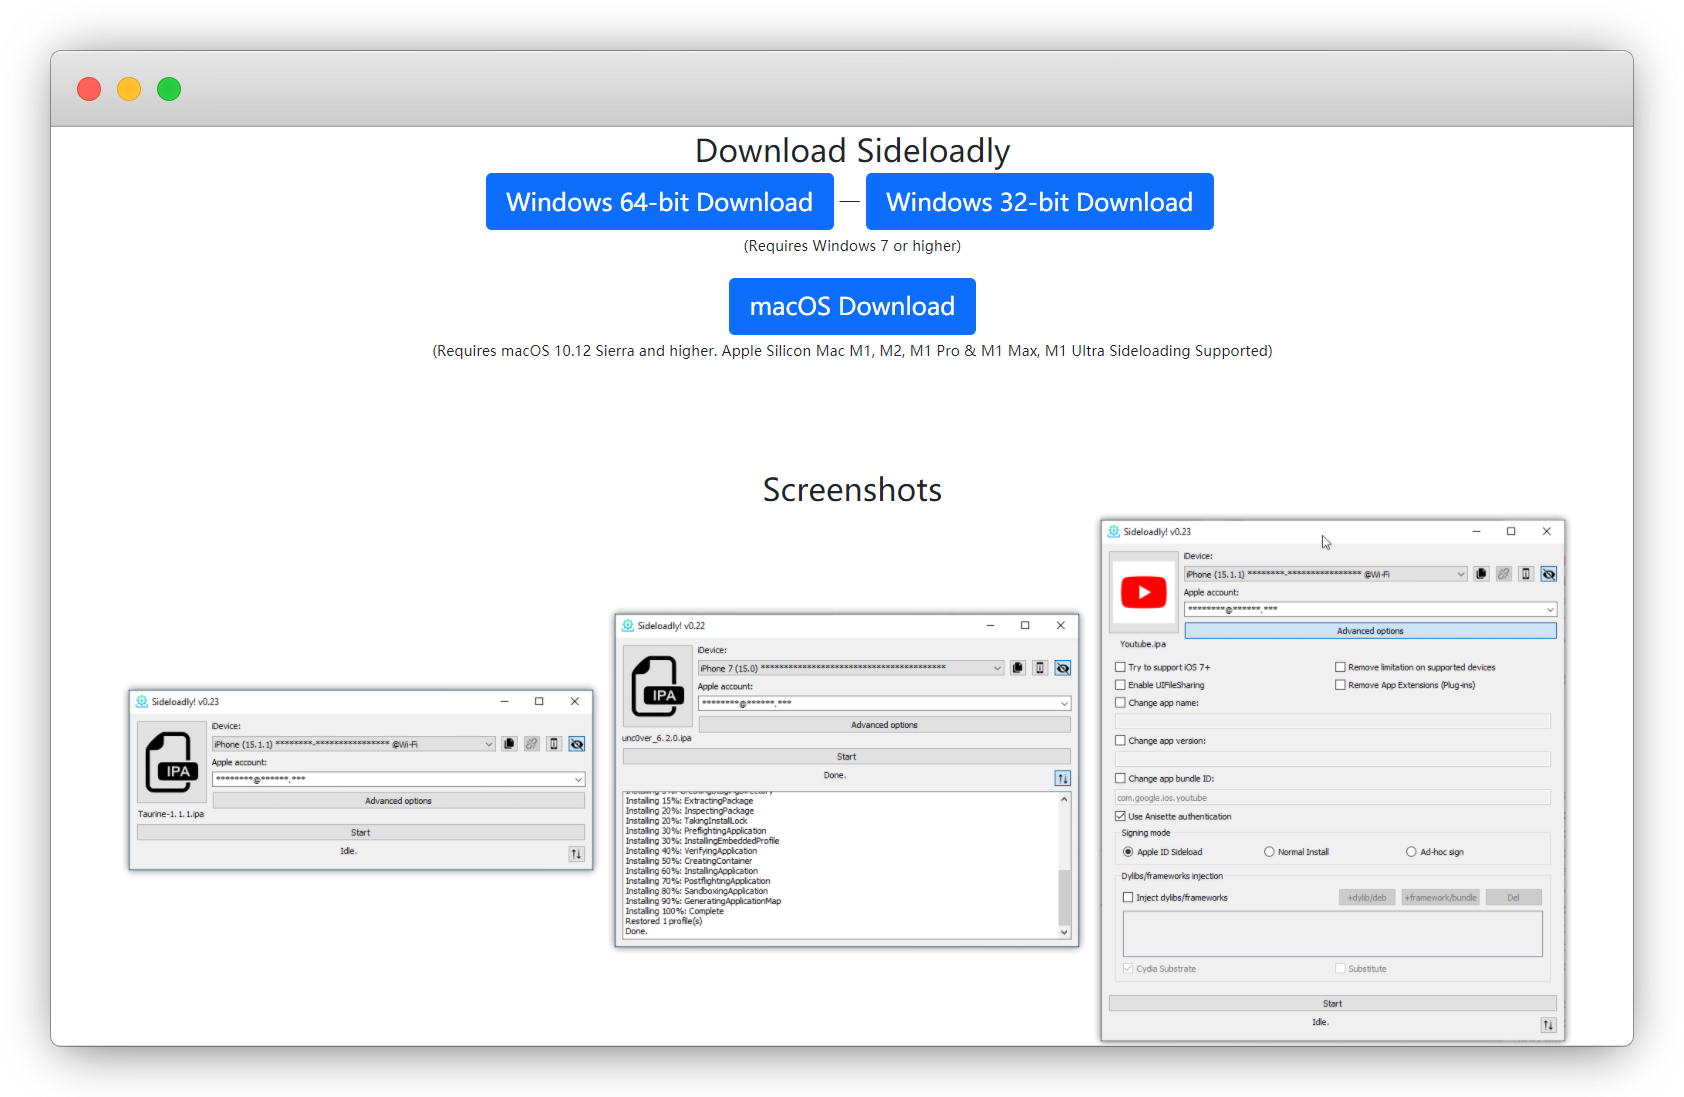 Download Sideloadly
Windows 64-bit Download — Windows 32-bit Download
(Requires Windows 7 or higher)
macOS Download
(Requires macOS 10.12 Sierra and higher. Apple Silicon Mac M1, M2, M1 Pro & M1 Max, M1 Ultra Sideloading Supported)
Screenshots
Sideloadly! v0.23
iDevice:
iPhone (15.1.1) ********-**************** @Wi-Fi
Apple account:
********@******.***
Advanced options
IPA
Taurine-1.1.1.ipa
Start
Idle.
Sideloadly! v0.22
iDevice:
iPhone 7 (15.0) ****************************************
Apple account:
********@******.***
Advanced options
IPA
unc0ver_6.2.0.ipa
Start
Done.
Installing 15%: ExtractingPackage
Installing 20%: InspectingPackage
Installing 20%: TakingInstallLock
Installing 30%: PreflightingApplication
Installing 30%: InstallingEmbeddedProfile
Installing 40%: VerifyingApplication
Installing 50%: CreatingContainer
Installing 60%: InstallingApplication
Installing 70%: PostflightingApplication
Installing 80%: SandboxingApplication
Installing 90%: GeneratingApplicationMap
Installing 100%: Complete
Restored 1 profile(s)
Done.
Sideloadly! v0.23
iDevice:
iPhone (15.1.1) ********-**************** @Wi-Fi
Apple account:
********@******.***
Advanced options
Youtube.ipa
Try to support iOS 7+
Remove limitation on supported devices
Enable UIFileSharing
Remove App Extensions (Plug-ins)
Change app name:
Change app version:
Change app bundle ID:
com.google.ios.youtube
Use Anisette authentication
Signing mode
Apple ID Sideload
Normal Install
Ad-hoc sign
Dylibs/frameworks injection
Inject dylibs/frameworks
+dylib/deb
+framework/bundle
Del
Cydia Substrate
Substitute
Start
Idle.